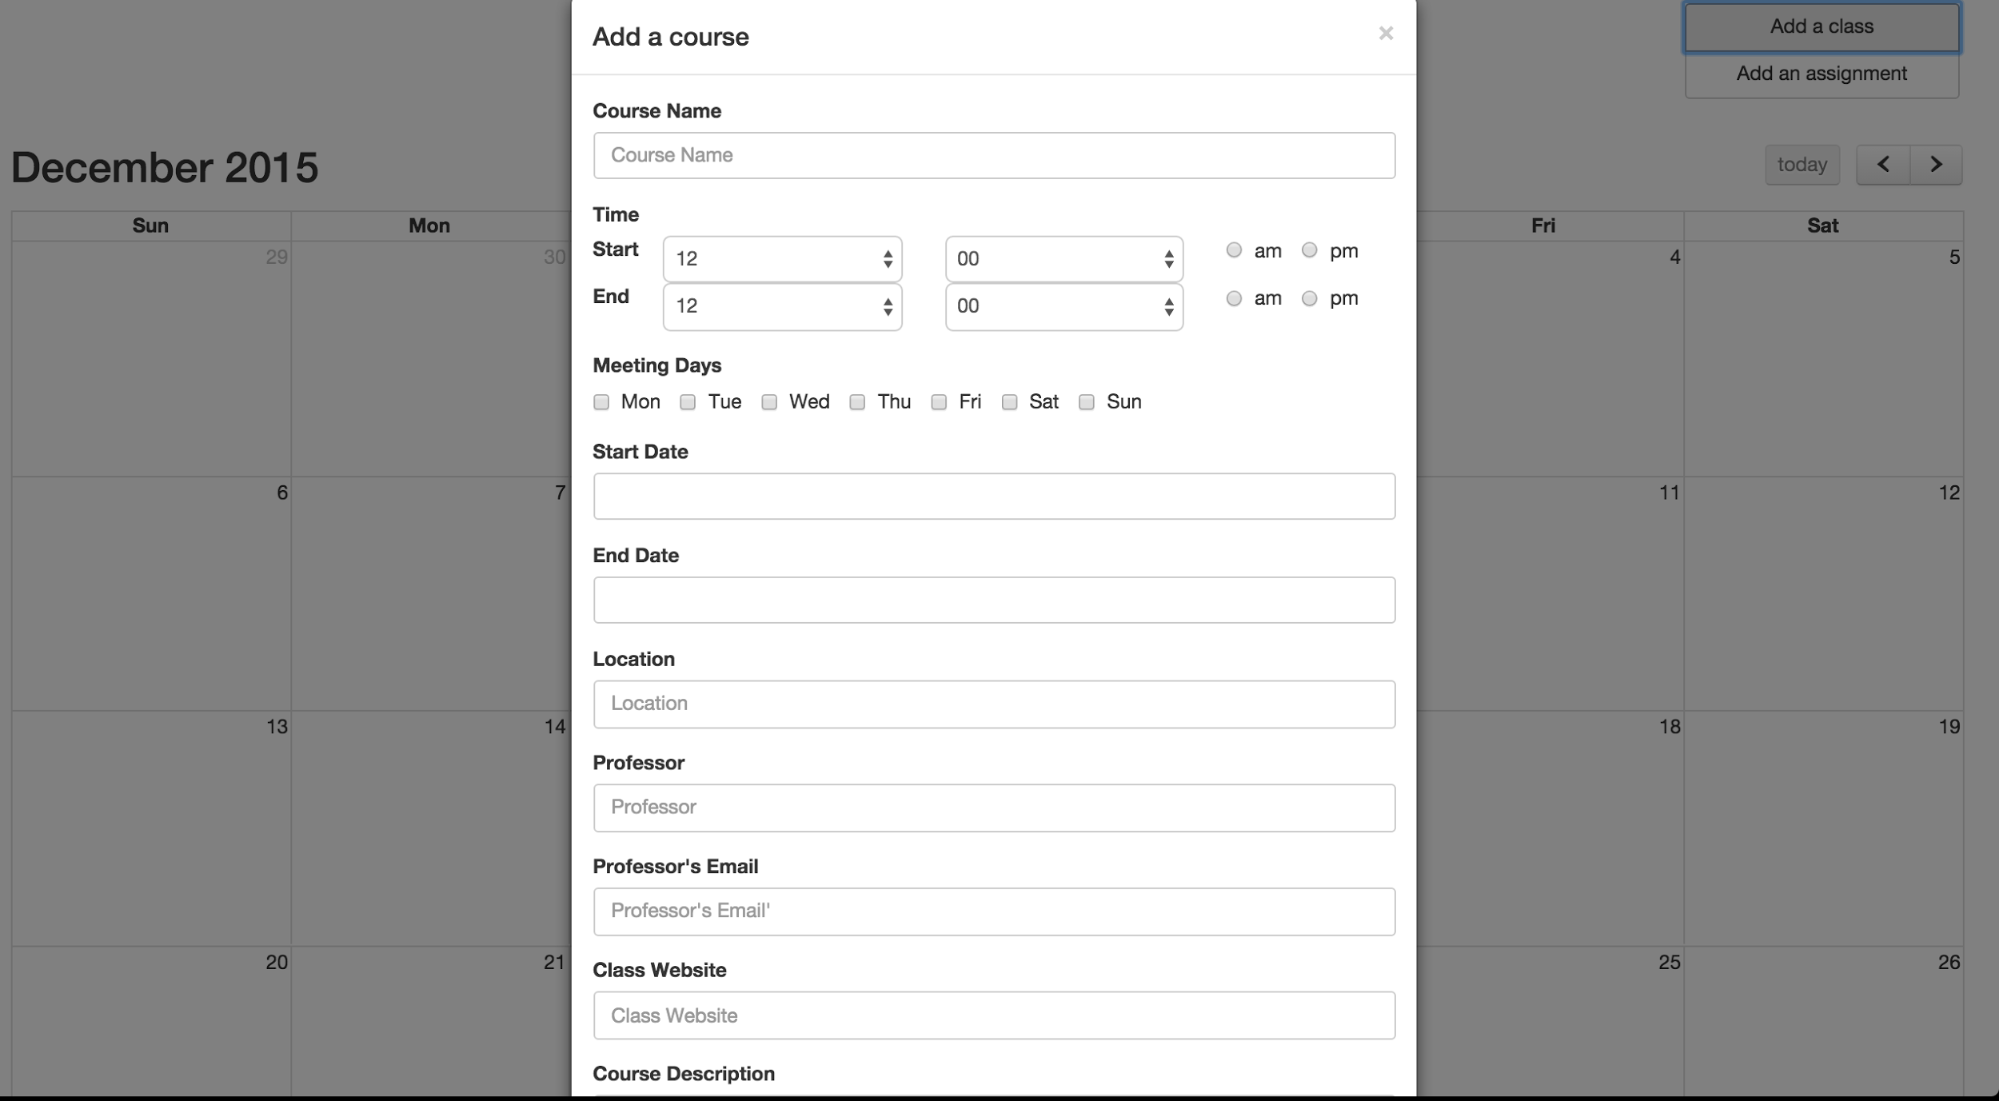 Add a course ×
Add a class
Add an assignment
Course Name
Course Name
December 2015
today < >
Time
Sun Mon Fri Sat
Start 12 00 am pm
29 30 4 5
End 12 00 am pm
Meeting Days
Mon Tue Wed Thu Fri Sat Sun
Start Date
6 7 11 12
End Date
Location
Location
13 14 18 19
Professor
Professor
Professor's Email
Professor's Email'
20 21 25 26
Class Website
Class Website
Course Description